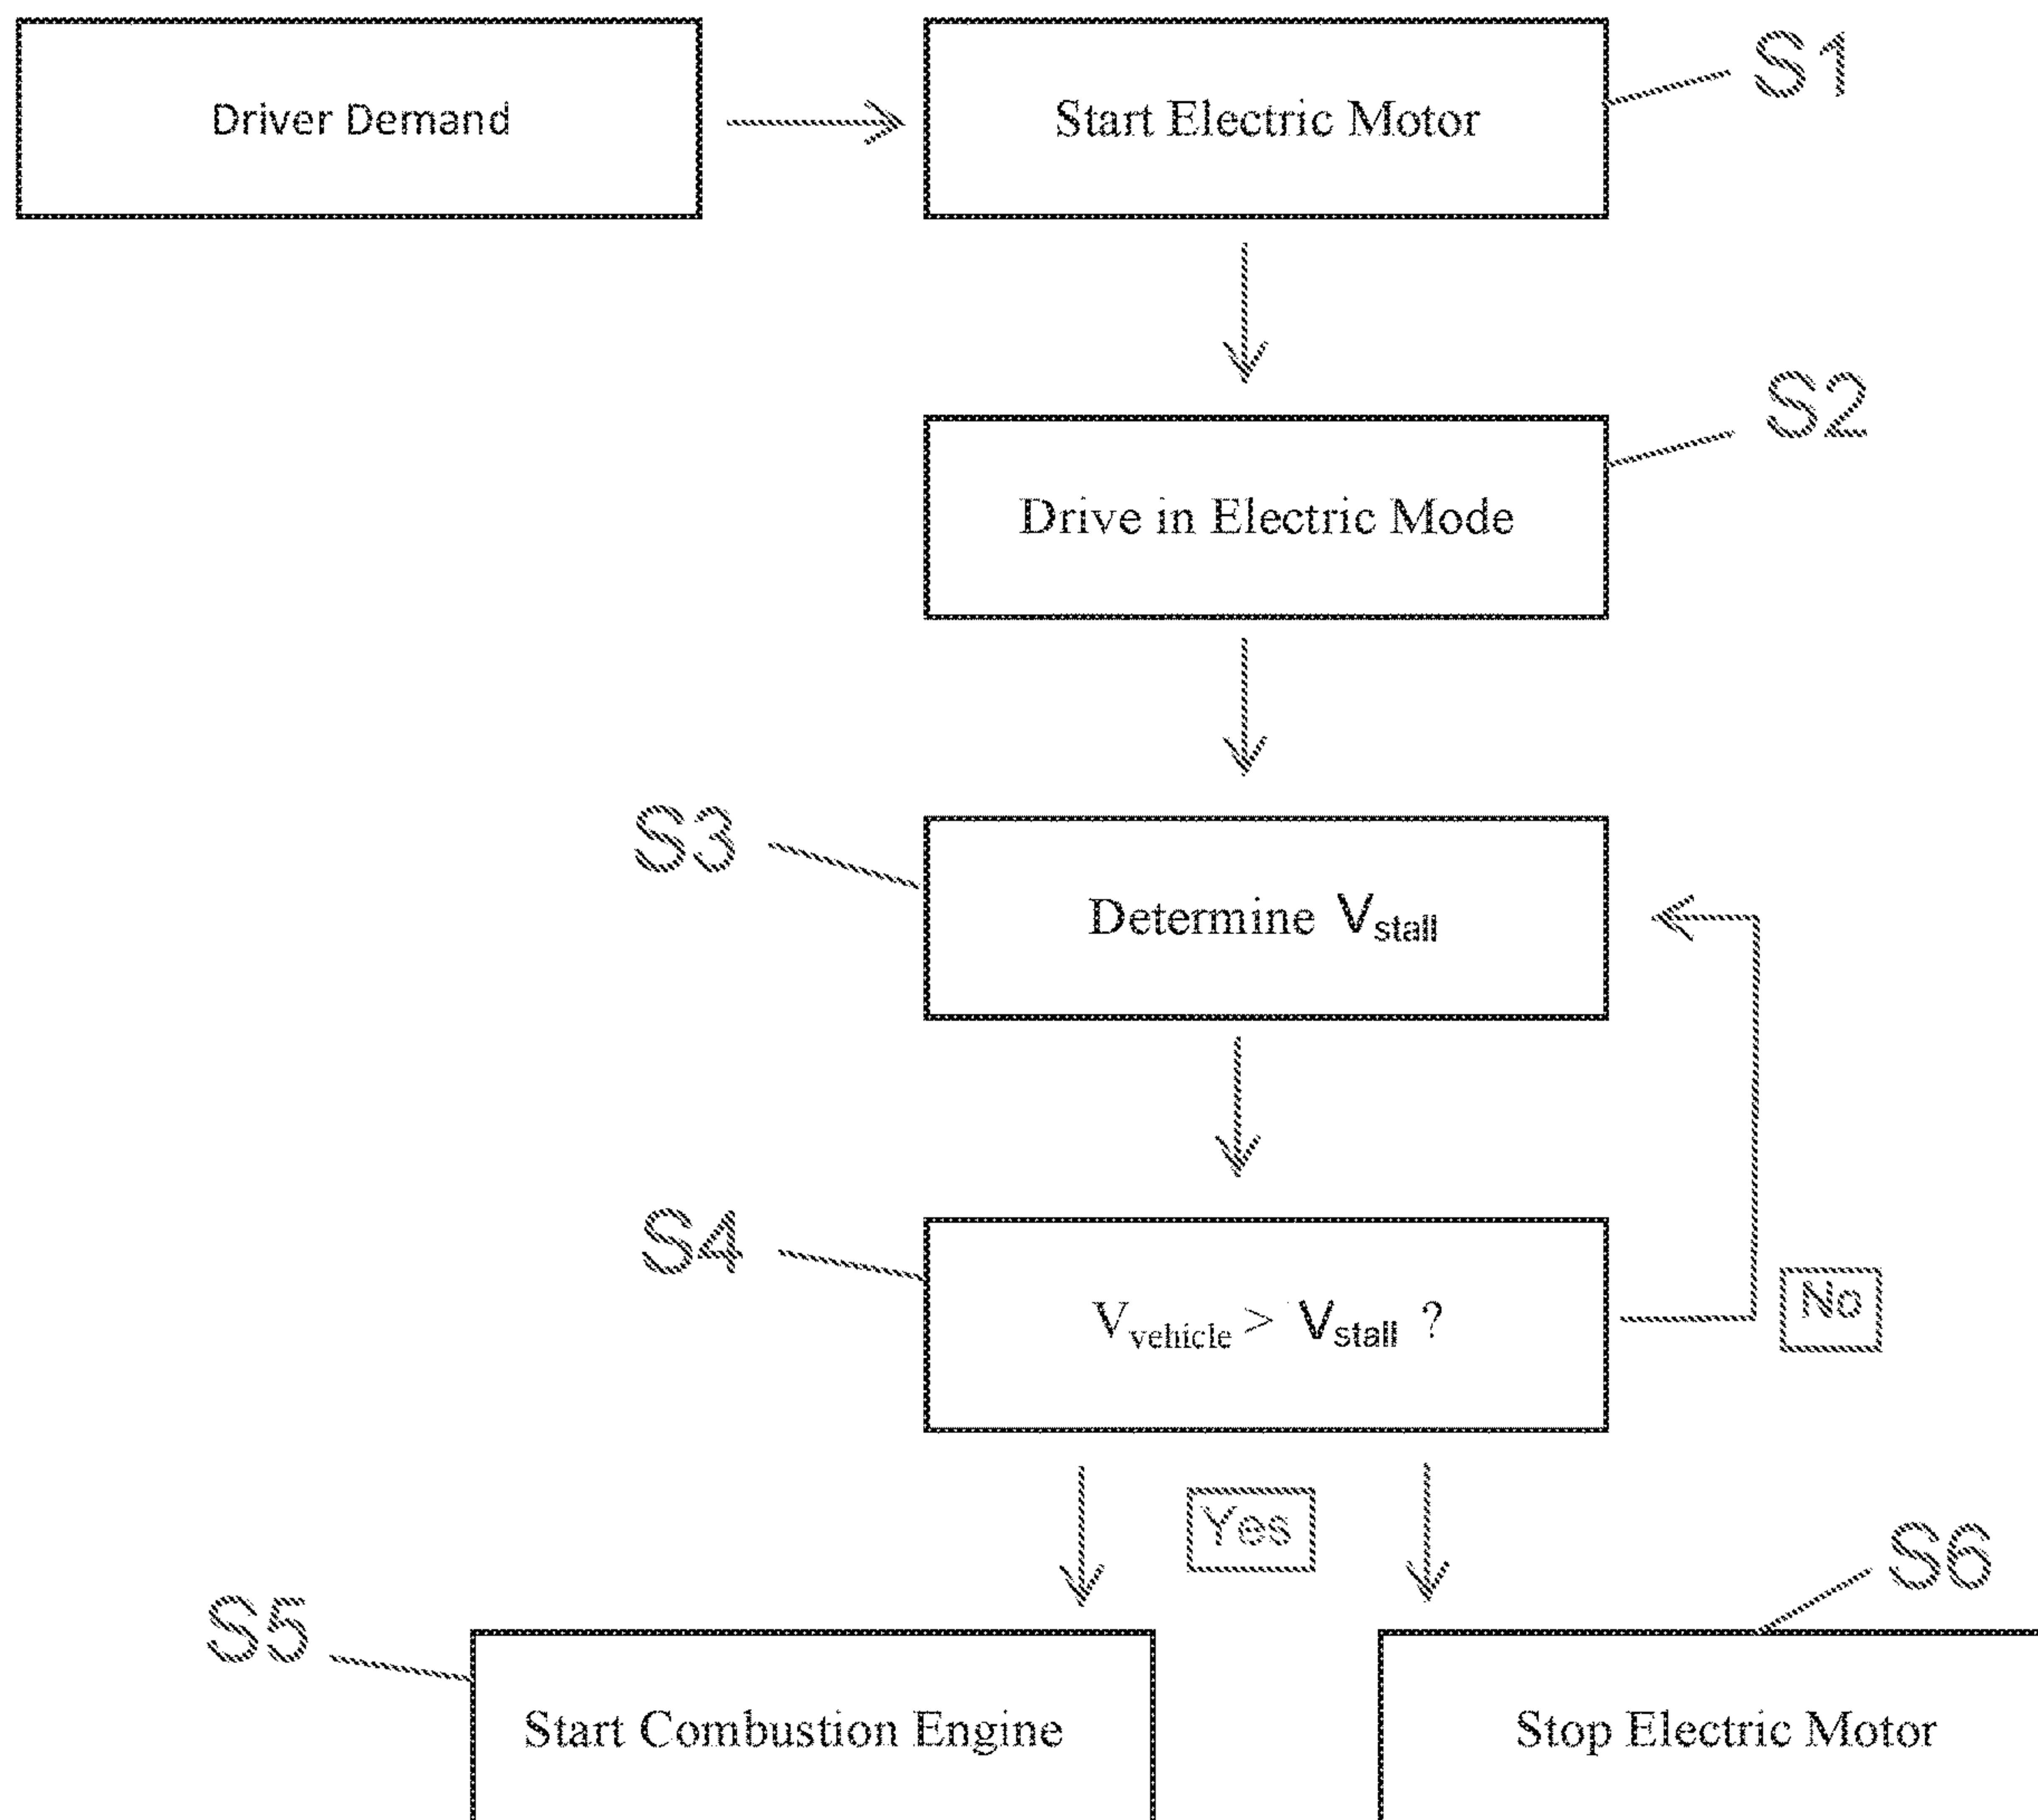 Driver Demand
Start Electric Motor
S1
Drive in Electric Mode
S2
S3
Determine Vstall
S4
Vvehicle > Vstall ?
No
Yes
S5
Start Combustion Engine
S6
Stop Electric Motor